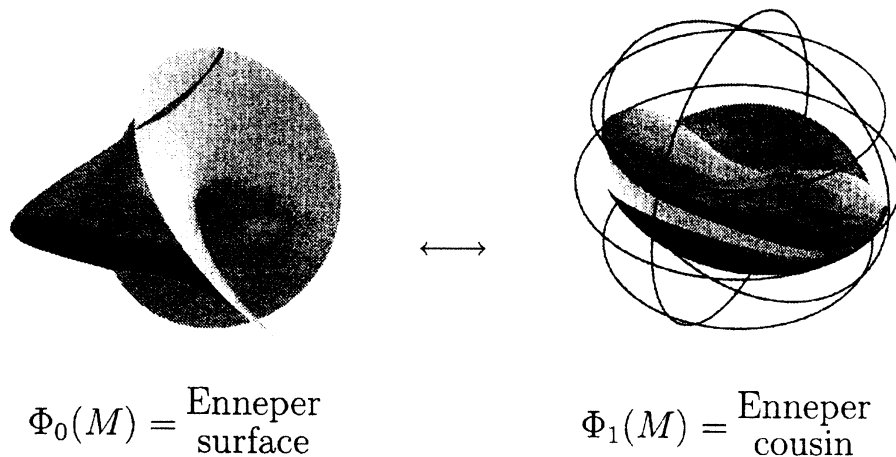 Φ₀(M) = Enneper surface
Φ₁(M) = Enneper cousin